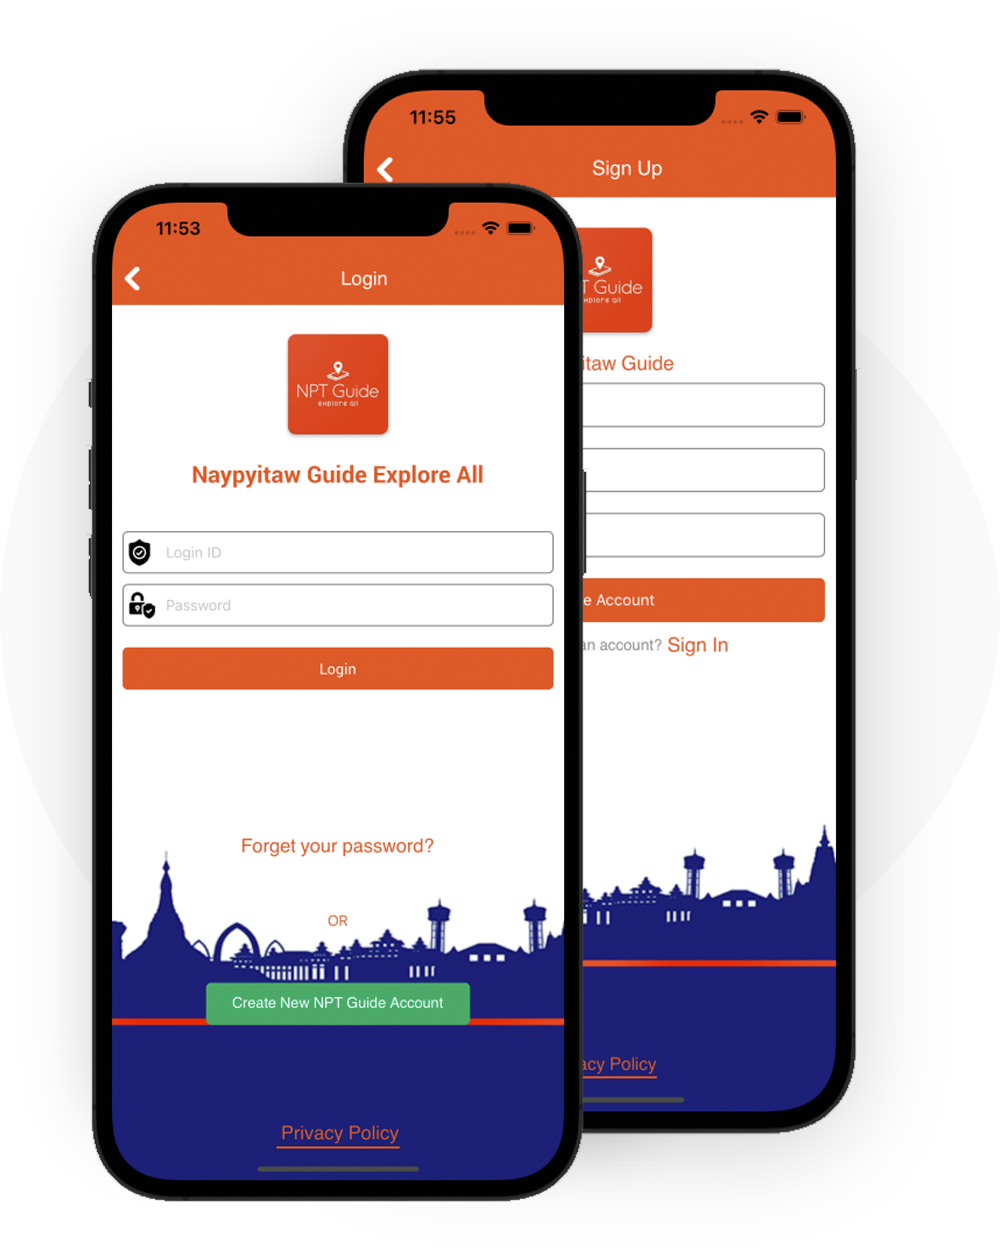 11:55
Sign Up
T Guide
explore all
itaw Guide
e Account
an account? Sign In
acy Policy
11:53
Login
NPT Guide
explore all
Naypyitaw Guide Explore All
Login ID
Password
Login
Forget your password?
OR
Create New NPT Guide Account
Privacy Policy